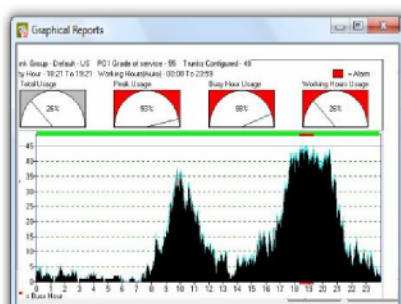 Graphical Reports
nk Group - Default - US P01 Grade of service - 95 Trunks Configured - 48
sy Hour - 18:21 To 19:21 Working Hours(Auto) - 00:00 To 23:59
= Alarm
Total Usage Peak Usage Busy Hour Usage Working Hours Usage
26% 93% 88% 26%
45
40
35
30
25
20
15
10
5
0
0 1 2 3 4 5 6 7 8 9 10 11 12 13 14 15 16 17 18 19 20 21 22 23
= Busy Hour